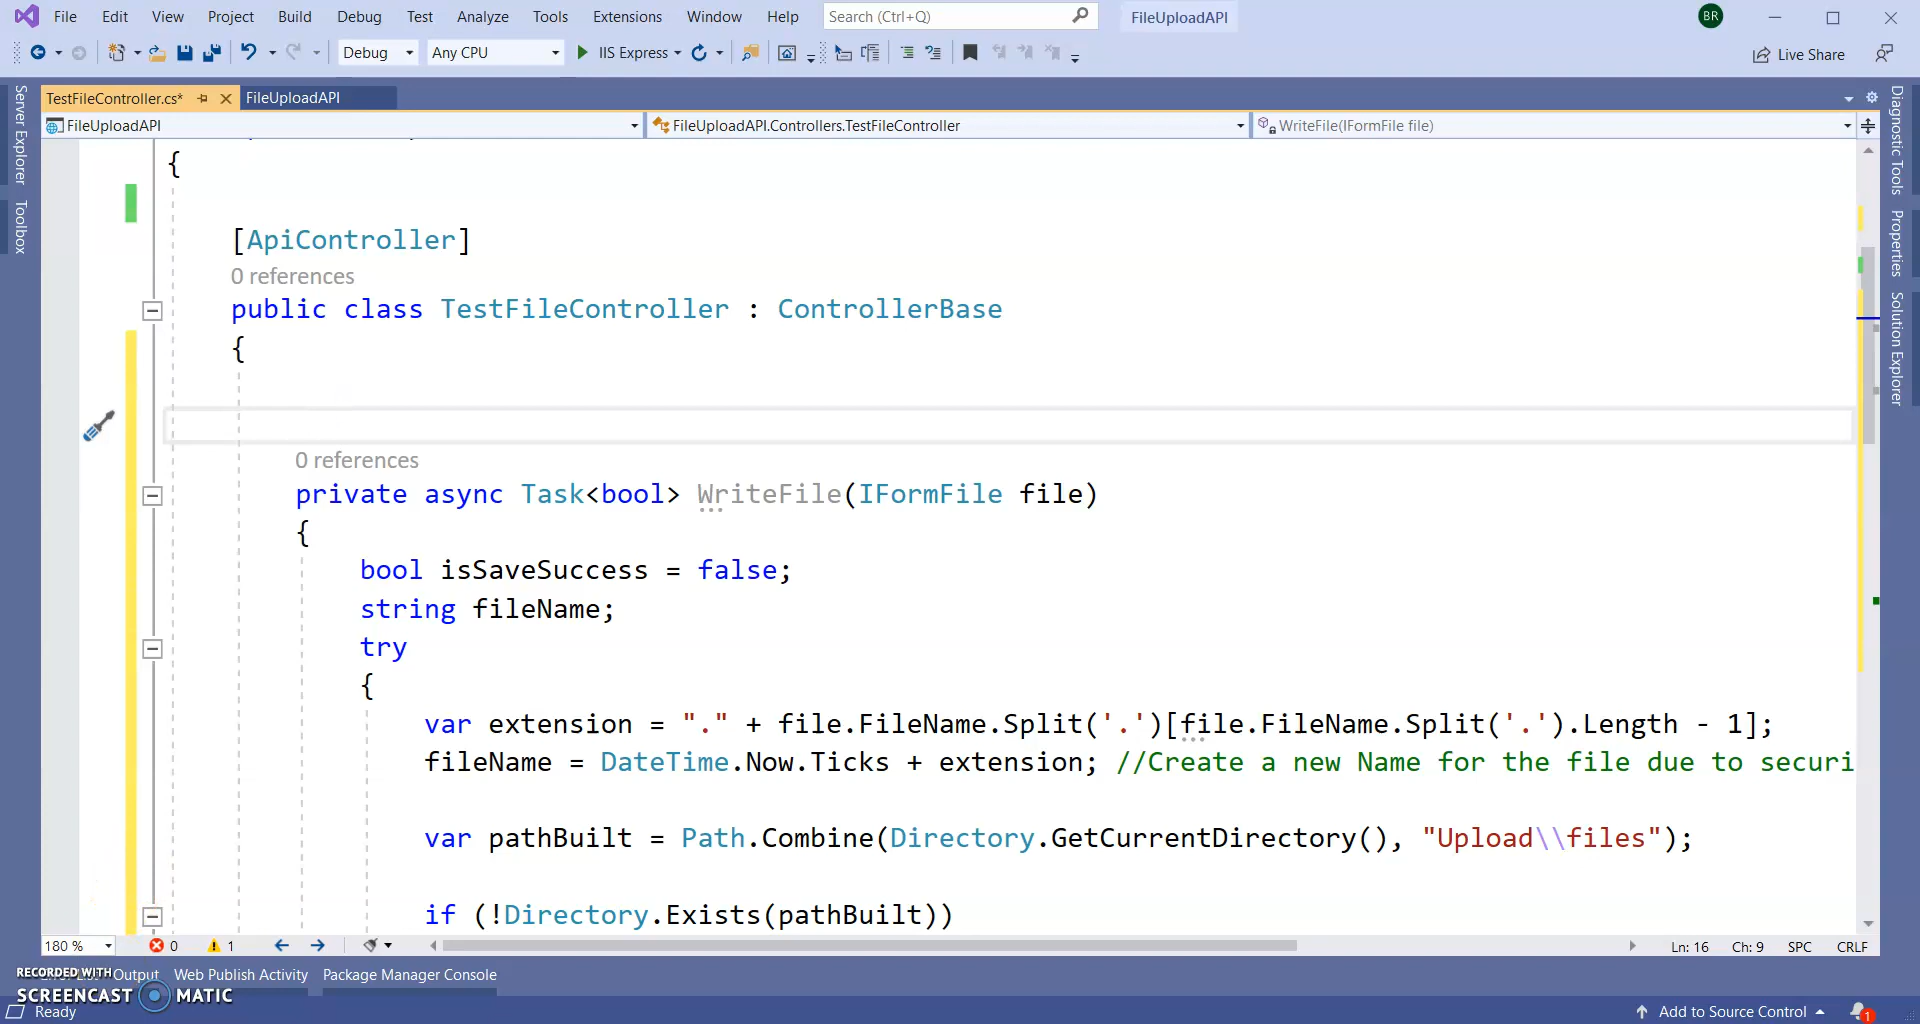 File Edit View Project Build Debug Test Analyze Tools Extensions Window Help Search (Ctrl+Q) FileUploadAPI BR
Debug Any CPU IIS Express Live Share
TestFileController.cs* FileUploadAPI
FileUploadAPI FileUploadAPI.Controllers.TestFileController WriteFile(IFormFile file)
Server Explorer
Toolbox
Diagnostic Tools
Properties
Solution Explorer
{
[ApiController]
0 references
public class TestFileController : ControllerBase
{
0 references
private async Task<bool> WriteFile(IFormFile file)
{
bool isSaveSuccess = false;
string fileName;
try
{
var extension = "." + file.FileName.Split('.')[file.FileName.Split('.').Length - 1];
fileName = DateTime.Now.Ticks + extension; //Create a new Name for the file due to securi
var pathBuilt = Path.Combine(Directory.GetCurrentDirectory(), "Upload\\files");
if (!Directory.Exists(pathBuilt))
180 % 0 1 Ln: 16 Ch: 9 SPC CRLF
Output Web Publish Activity Package Manager Console
RECORDED WITH
SCREENCAST MATIC
Ready Add to Source Control 1